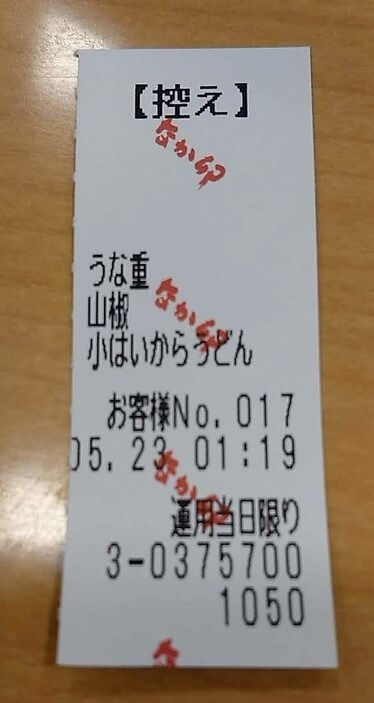 【控え】
なか卯
うな重
山椒
なか卯
小はいからうどん
お客様No.017
05.23 01:19
なか卯
運用当日限り
3-0375700
1050
な